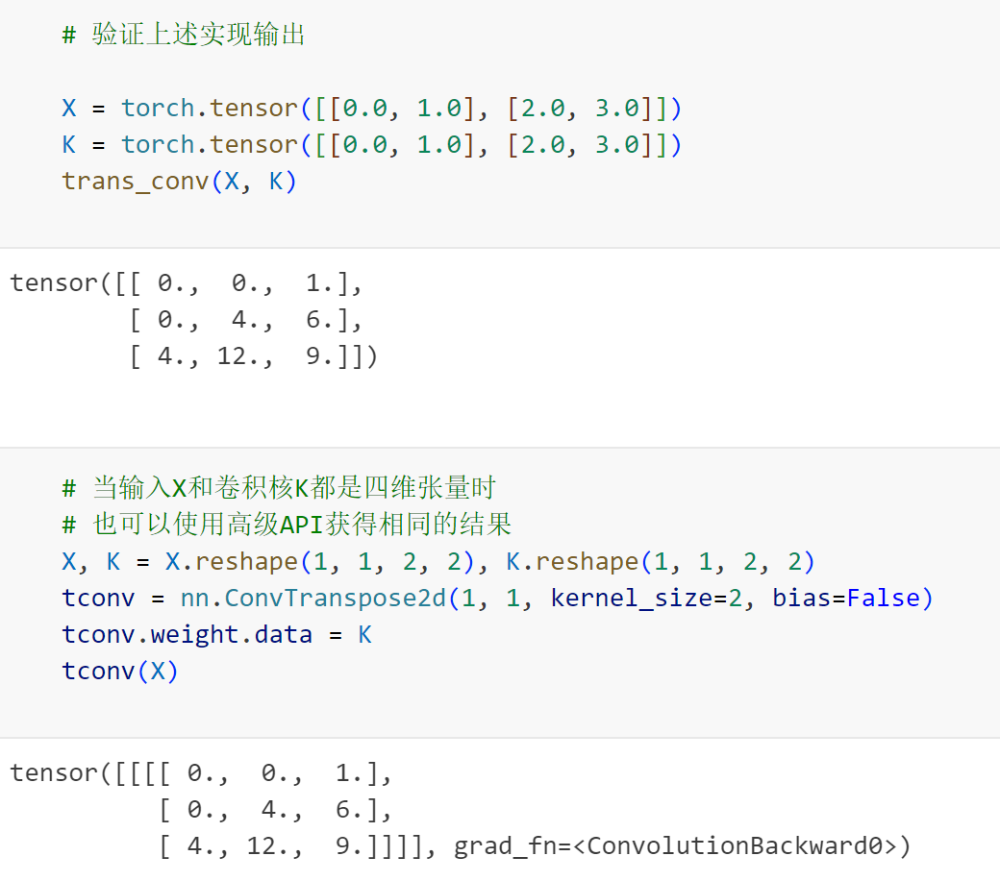 # 验证上述实现输出
X = torch.tensor([[0.0, 1.0], [2.0, 3.0]])
K = torch.tensor([[0.0, 1.0], [2.0, 3.0]])
trans_conv(X, K)
tensor([[ 0.,  0.,  1.],
        [ 0.,  4.,  6.],
        [ 4., 12.,  9.]])
# 当输入X和卷积核K都是四维张量时
# 也可以使用高级API获得相同的结果
X, K = X.reshape(1, 1, 2, 2), K.reshape(1, 1, 2, 2)
tconv = nn.ConvTranspose2d(1, 1, kernel_size=2, bias=False)
tconv.weight.data = K
tconv(X)
tensor([[[[ 0.,  0.,  1.],
          [ 0.,  4.,  6.],
          [ 4., 12.,  9.]]]], grad_fn=<ConvolutionBackward0>)